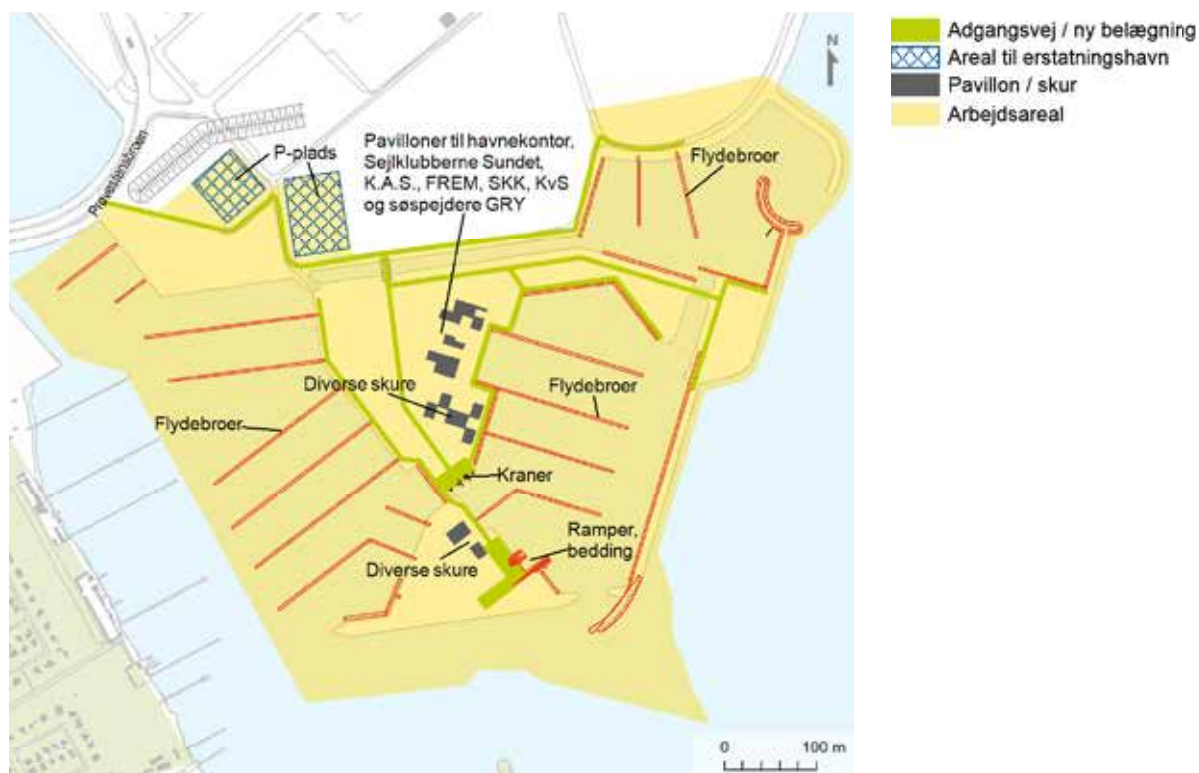 Adgangsvej / ny belægning
Areal til erstatningshavn
Pavillon / skur
Arbejdsareal
N
Prøvestensbroen
P-plads
Pavilloner til havnekontor,
Sejlklubberne Sundet,
K.A.S., FREM, SKK, KvS
og søspejdere GRY
Flydebroer
Diverse skure
Flydebroer
Flydebroer
Kraner
Ramper,
bedding
Diverse skure
0 100 m